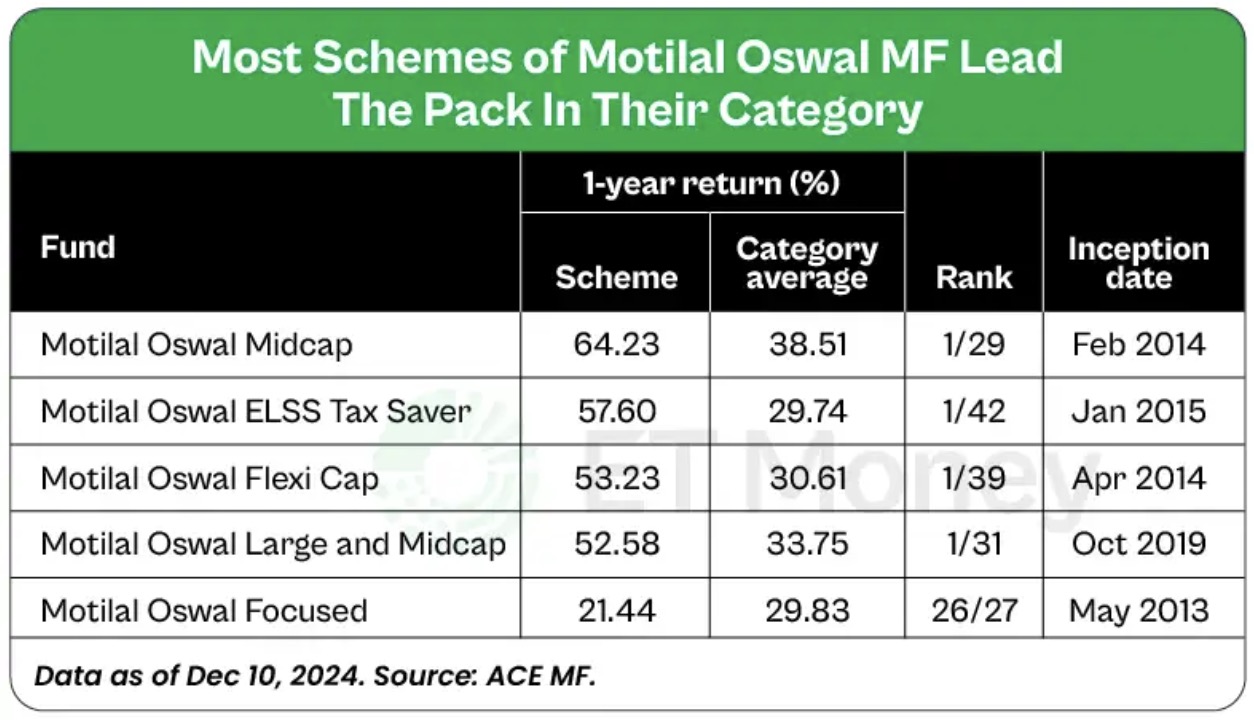 Most Schemes of Motilal Oswal MF Lead
The Pack In Their Category
Fund
1-year return (%)
Scheme
Category
average
Rank
Inception
date
Motilal Oswal Midcap 64.23 38.51 1/29 Feb 2014
Motilal Oswal ELSS Tax Saver 57.60 29.74 1/42 Jan 2015
Motilal Oswal Flexi Cap 53.23 30.61 1/39 Apr 2014
Motilal Oswal Large and Midcap 52.58 33.75 1/31 Oct 2019
Motilal Oswal Focused 21.44 29.83 26/27 May 2013
ET Money
Data as of Dec 10, 2024. Source: ACE MF.